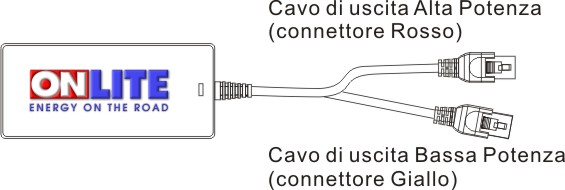 Cavo di uscita Alta Potenza
(connettore Rosso)
ONLITE
ENERGY ON THE ROAD
Cavo di uscita Bassa Potenza
(connettore Giallo)